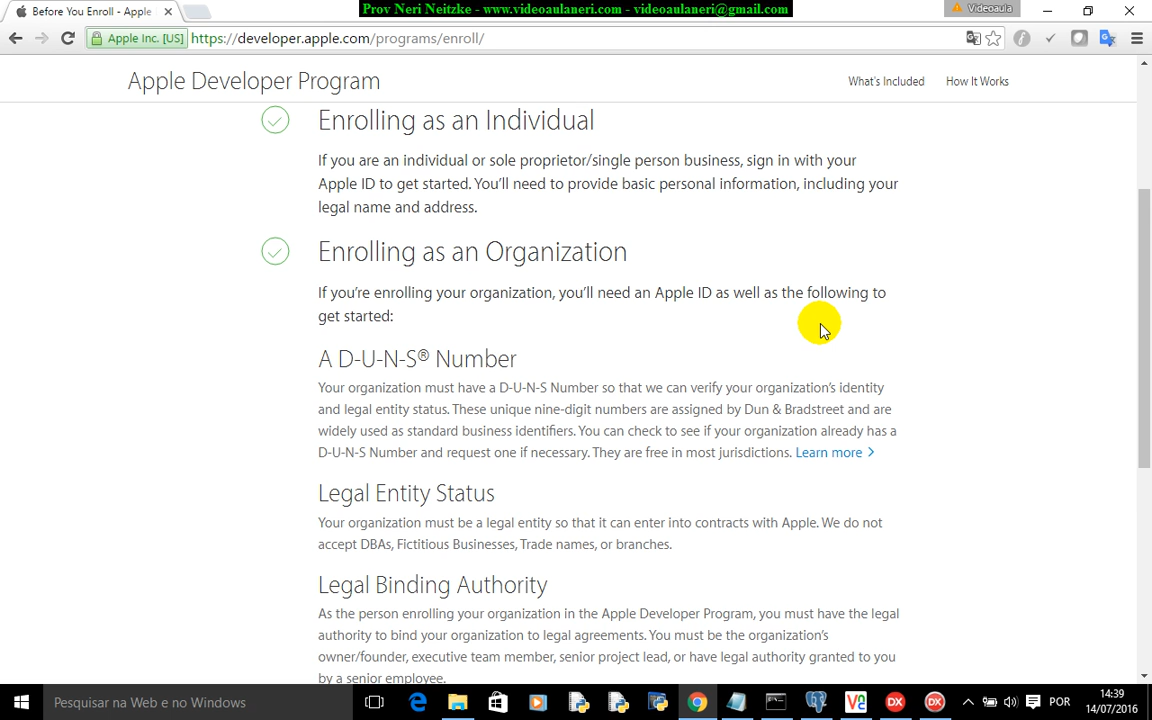 Before You Enroll - Apple
Prov Neri Neitzke - www.videoaulaneri.com - videoaulaneri@gmail.com
Videoaula
Apple Inc. [US] https://developer.apple.com/programs/enroll/
Apple Developer Program
What's Included How It Works
Enrolling as an Individual
If you are an individual or sole proprietor/single person business, sign in with your
Apple ID to get started. You'll need to provide basic personal information, including your
legal name and address.
Enrolling as an Organization
If you're enrolling your organization, you'll need an Apple ID as well as the following to
get started:
A D-U-N-S® Number
Your organization must have a D-U-N-S Number so that we can verify your organization's identity
and legal entity status. These unique nine-digit numbers are assigned by Dun & Bradstreet and are
widely used as standard business identifiers. You can check to see if your organization already has a
D-U-N-S Number and request one if necessary. They are free in most jurisdictions. Learn more >
Legal Entity Status
Your organization must be a legal entity so that it can enter into contracts with Apple. We do not
accept DBAs, Fictitious Businesses, Trade names, or branches.
Legal Binding Authority
As the person enrolling your organization in the Apple Developer Program, you must have the legal
authority to bind your organization to legal agreements. You must be the organization's
owner/founder, executive team member, senior project lead, or have legal authority granted to you
by a senior employee.
Pesquisar na Web e no Windows
DX
DX
POR
14:39
14/07/2016